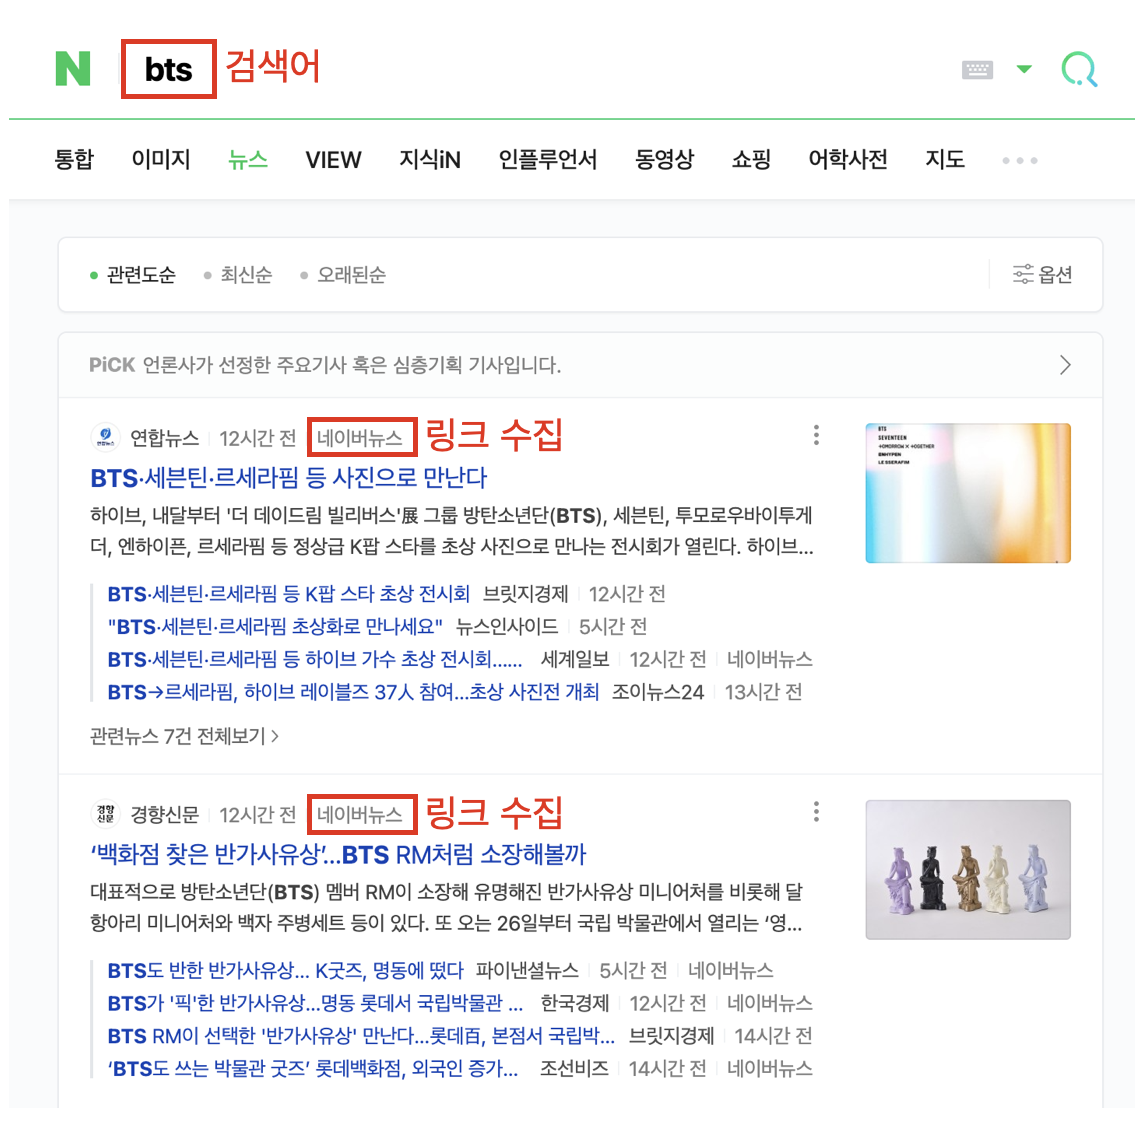 N bts 검색어
통합 이미지 뉴스 VIEW 지식iN 인플루언서 동영상 쇼핑 어학사전 지도
관련도순 최신순 오래된순 옵션
PiCK 언론사가 선정한 주요기사 혹은 심층기획 기사입니다.
연합뉴스 12시간 전 네이버뉴스 링크 수집
BTS·세븐틴·르세라핌 등 사진으로 만난다
하이브, 내달부터 '더 데이드림 빌리버스'展 그룹 방탄소년단(BTS), 세븐틴, 투모로우바이투게
더, 엔하이픈, 르세라핌 등 정상급 K팝 스타를 초상 사진으로 만나는 전시회가 열린다. 하이브...
BTS
SEVENTEEN
TOMORROW X TOGETHER
ENHYPEN
LE SSERAFIM
BTS·세븐틴·르세라핌 등 K팝 스타 초상 전시회 브릿지경제 12시간 전
"BTS·세븐틴·르세라핌 초상화로 만나세요" 뉴스인사이드 5시간 전
BTS·세븐틴·르세라핌 등 하이브 가수 초상 전시회...... 세계일보 12시간 전 네이버뉴스
BTS→르세라핌, 하이브 레이블즈 37人 참여...초상 사진전 개최 조이뉴스24 13시간 전
관련뉴스 7건 전체보기 >
경향신문 경향신문 12시간 전 네이버뉴스 링크 수집
‘백화점 찾은 반가사유상’...BTS RM처럼 소장해볼까
대표적으로 방탄소년단(BTS) 멤버 RM이 소장해 유명해진 반가사유상 미니어처를 비롯해 달
항아리 미니어처와 백자 주병세트 등이 있다. 또 오는 26일부터 국립 박물관에서 열리는 ‘영...
BTS도 반한 반가사유상... K굿즈, 명동에 떴다 파이낸셜뉴스 5시간 전 네이버뉴스
BTS가 '픽'한 반가사유상...명동 롯데서 국립박물관 ... 한국경제 12시간 전 네이버뉴스
BTS RM이 선택한 '반가사유상' 만난다...롯데百, 본점서 국립박... 브릿지경제 14시간 전
‘BTS도 쓰는 박물관 굿즈’ 롯데백화점, 외국인 증가... 조선비즈 14시간 전 네이버뉴스